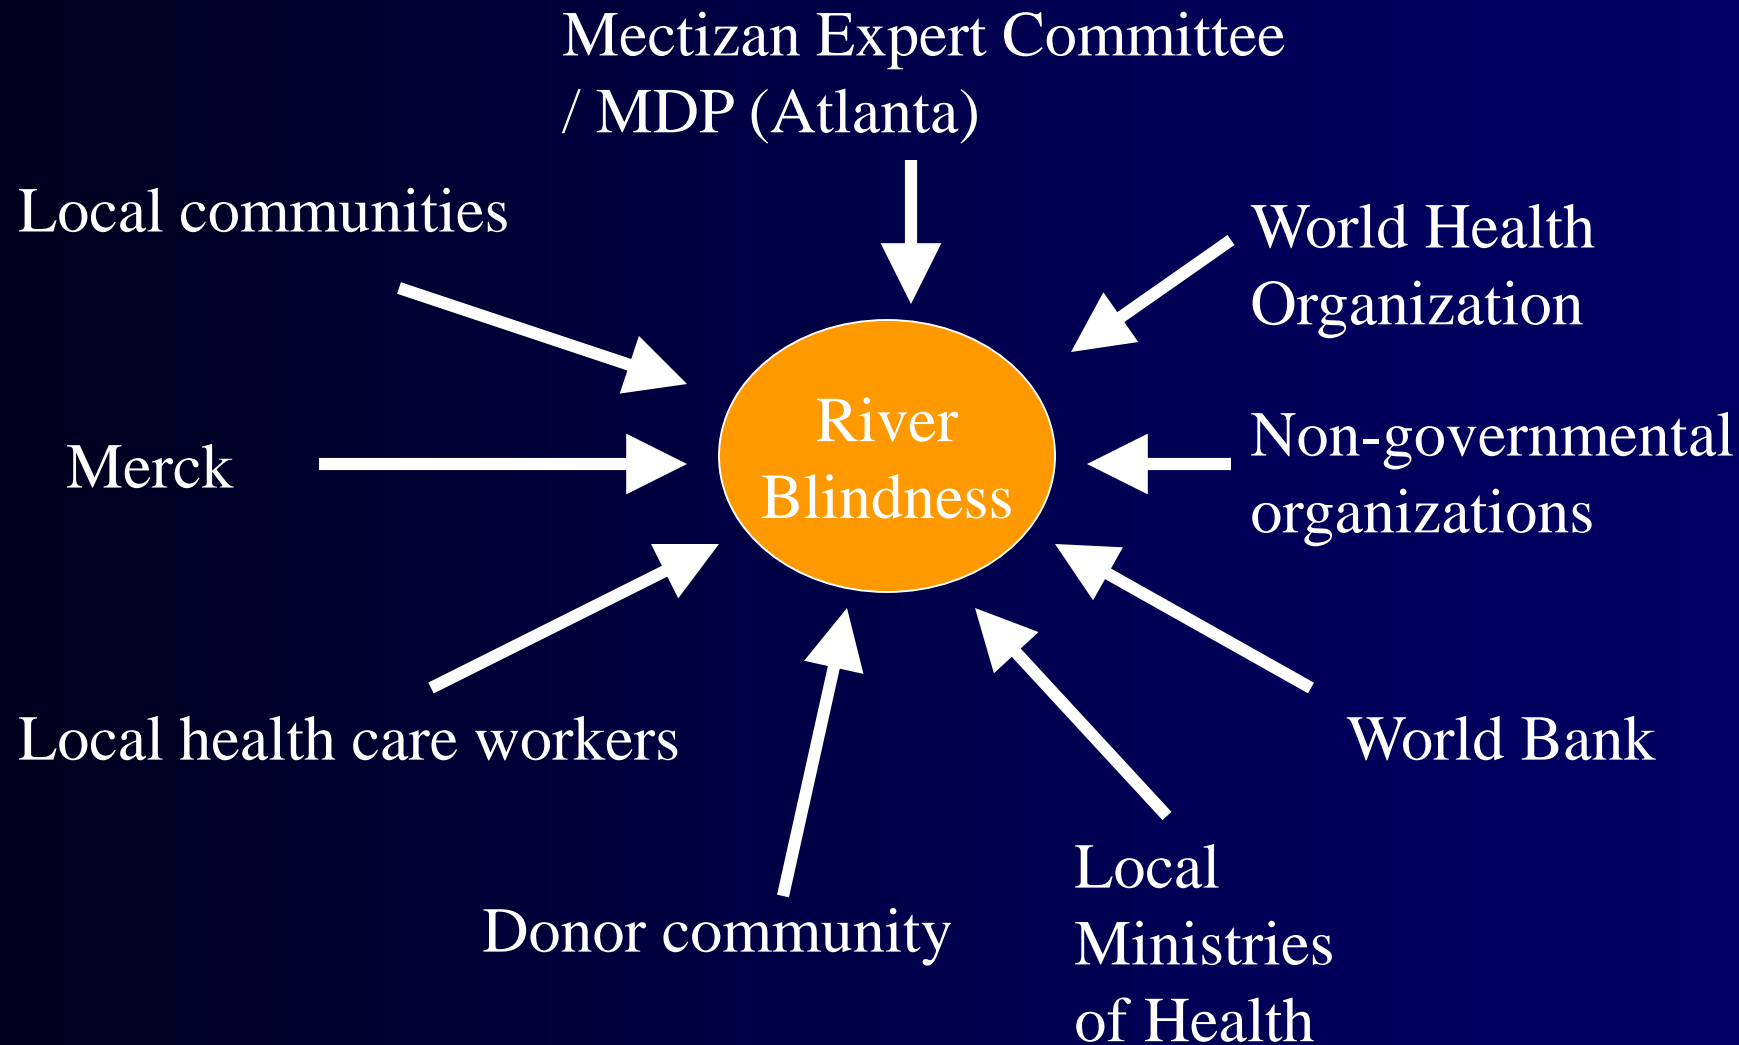 Mectizan Expert Committee
/ MDP (Atlanta)
Local communities
World Health
Organization
River
Blindness
Merck
Non-governmental
organizations
Local health care workers
World Bank
Donor community
Local
Ministries
of Health